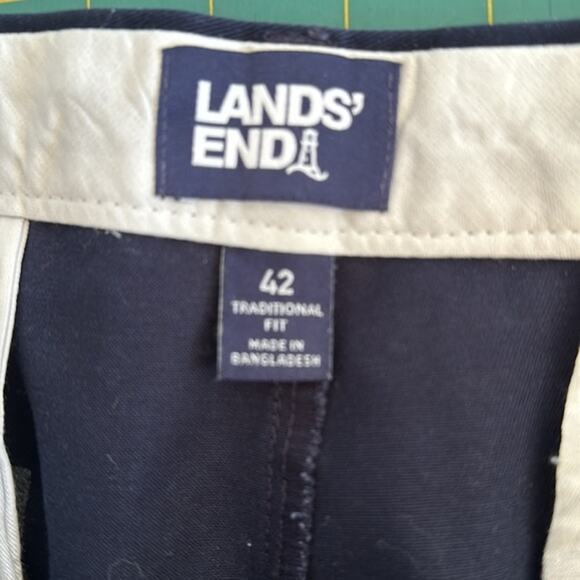 LANDS'
END
42
TRADITIONAL
FIT
MADE IN
BANGLADESH